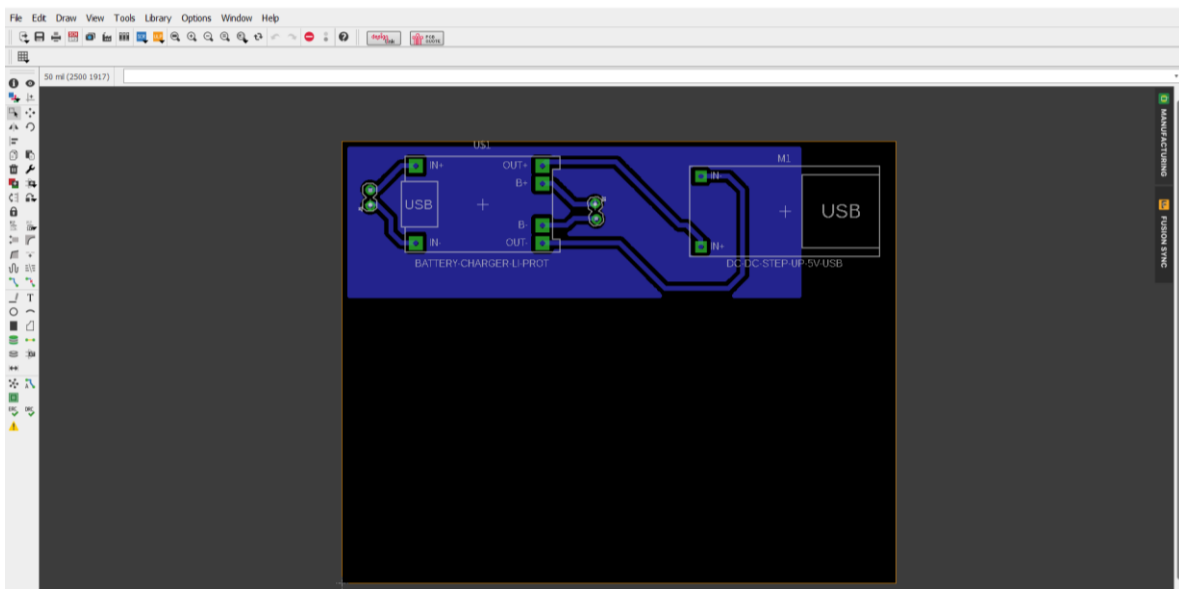 File Edit Draw View Tools Library Options Window Help
50 mil (2500 1917)
MANUFACTURING
FUSION SYNC
IN+
OUT+
B+
USB
B-
IN-
OUT-
BATTERY-CHARGER-LI-PROT
M1
IN-
USB
IN+
DC-DC-STEP-UP-5V-USB